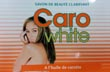 SAVON DE BEAUTÉ CLARIFIANT
Caro
white
A l'huile de carotte